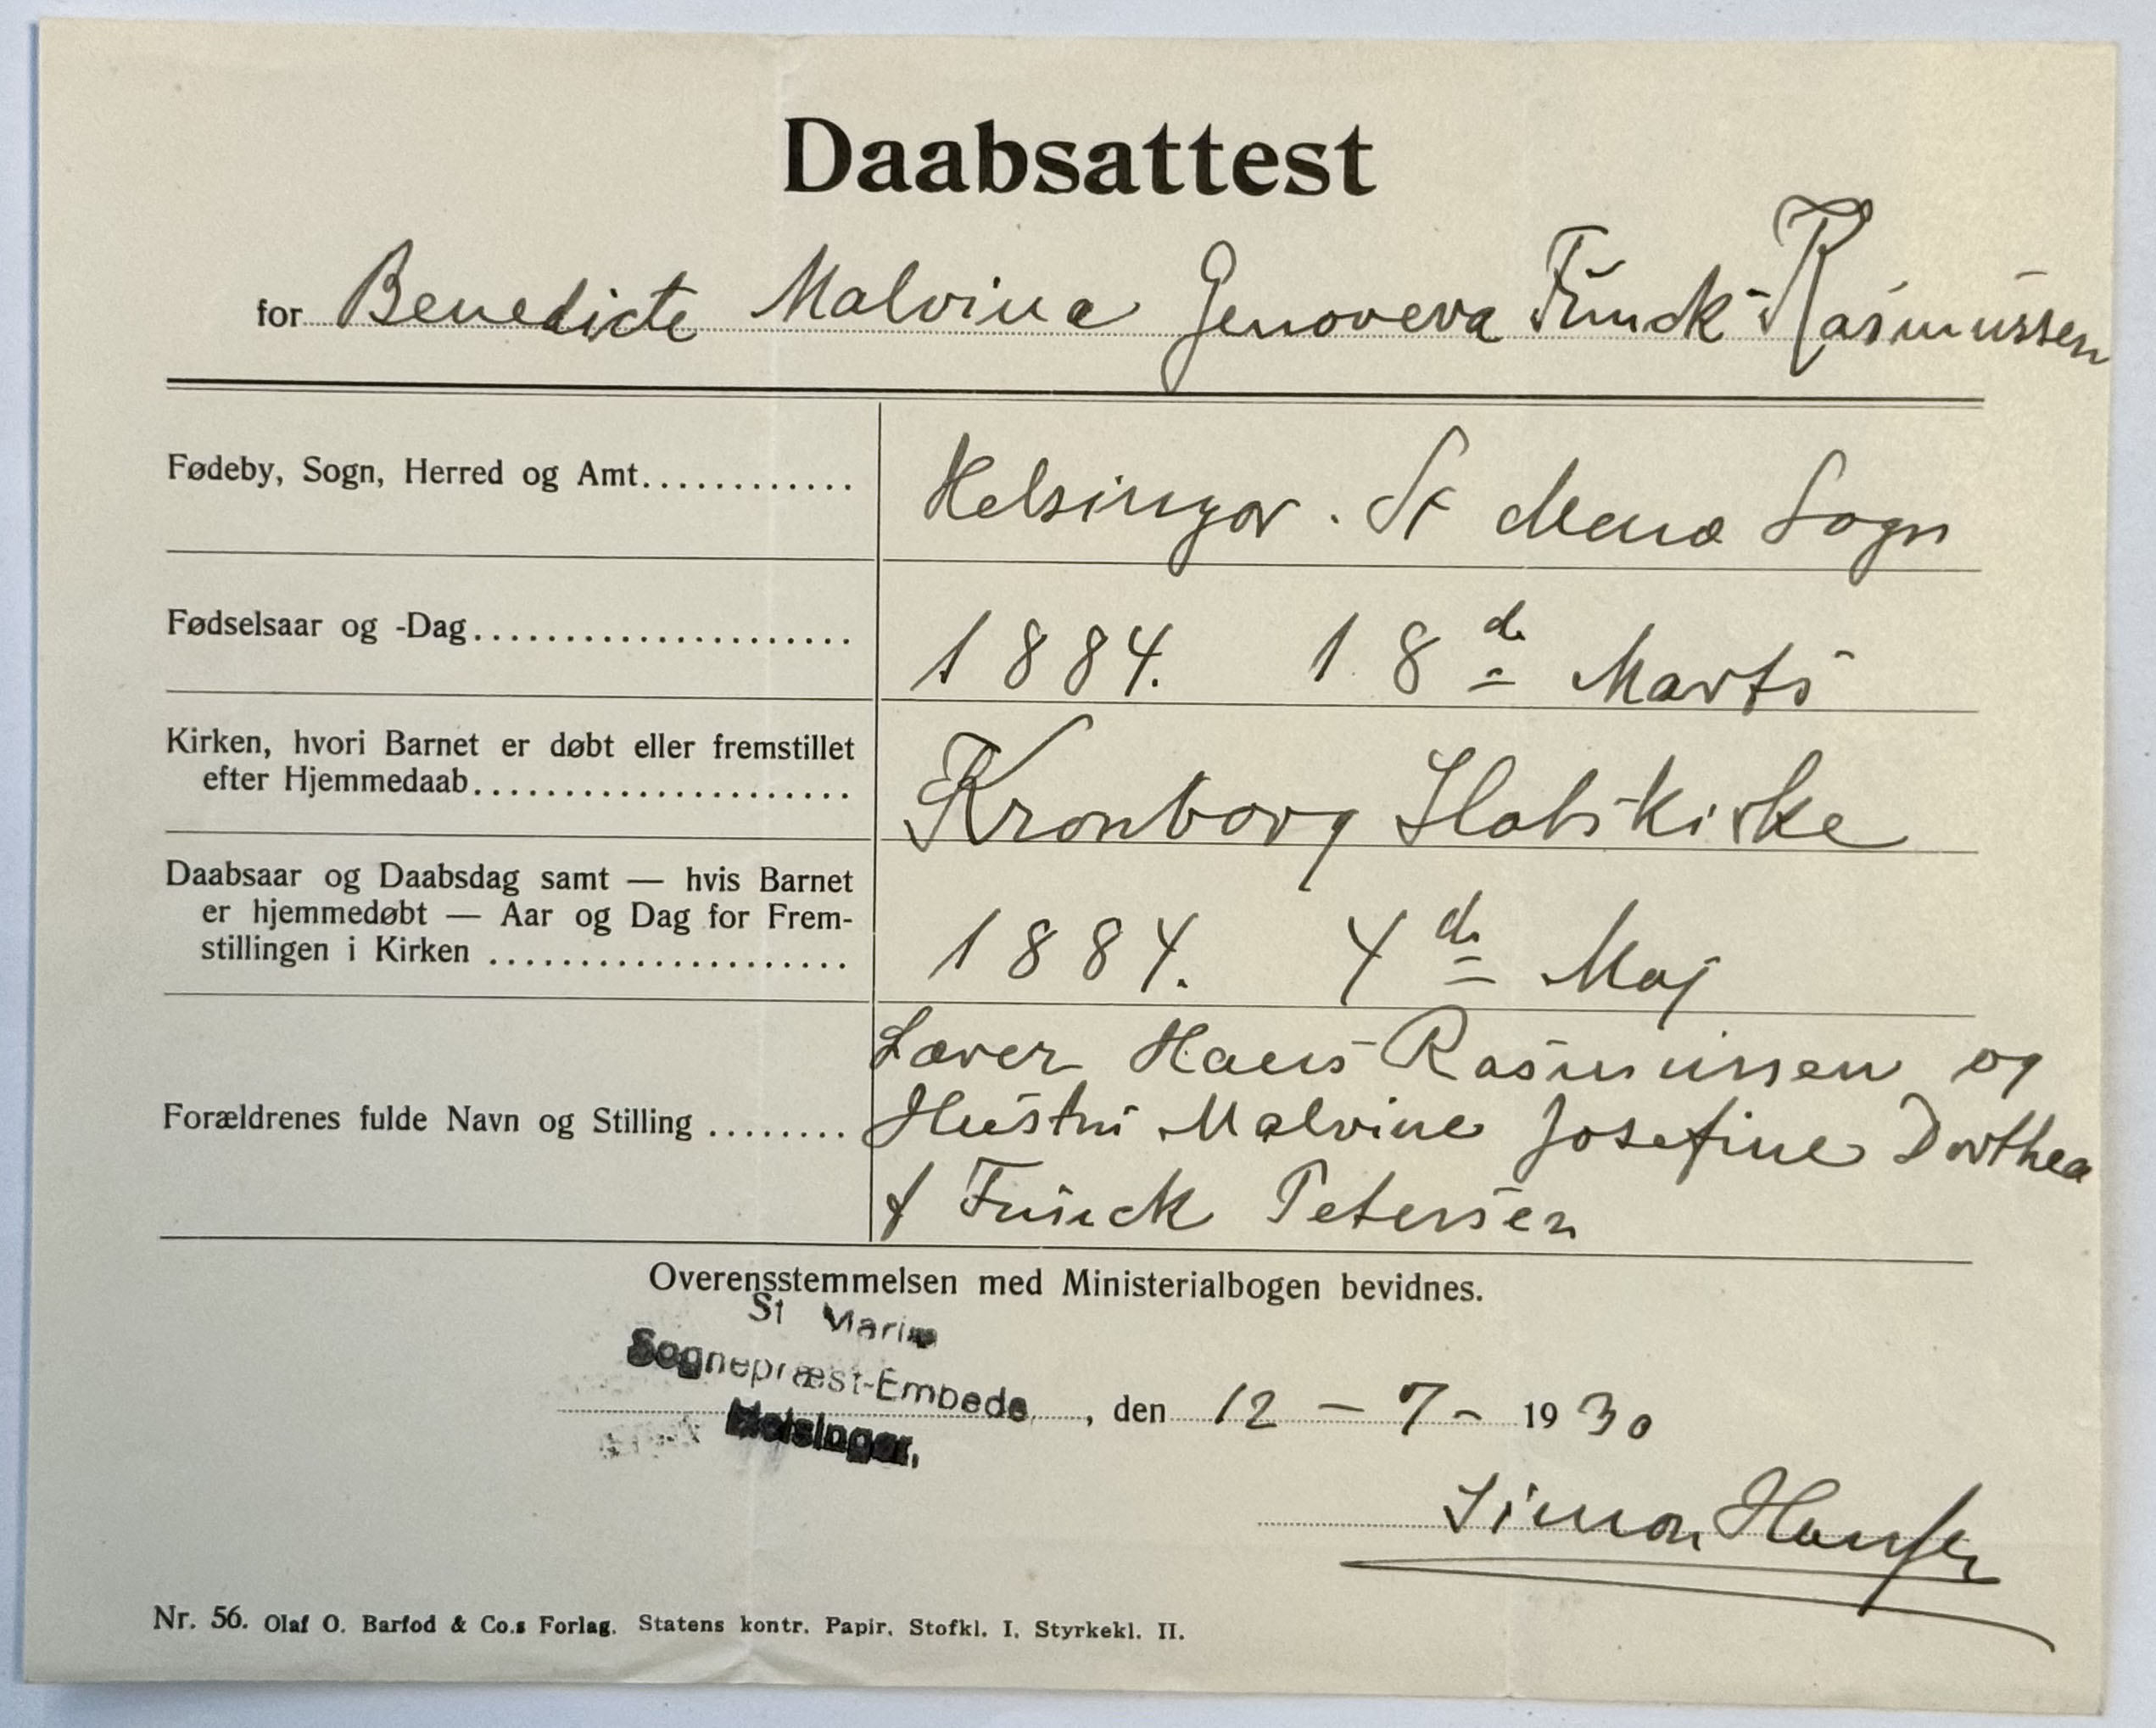 Daabsattest
for Benedicte Malvina Genoveva Funck-Rasmussen
Fødeby, Sogn, Herred og Amt............. Helsingør. St Mariæ Sogn
Fødselsaar og -Dag...................... 1884. 18de Marts
Kirken, hvori Barnet er døbt eller fremstillet
efter Hjemmedaab...................... Kronborg Slotskirke
Daabsaar og Daabsdag samt — hvis Barnet
er hjemmedøbt — Aar og Dag for Frem-
stillingen i Kirken ..................... 1884. 4de Maj
Lærer Hans Rasmussen og
Forældrenes fulde Navn og Stilling ........ Hustru Malvine Josefine Dorthea
f Funck Petersen
Overensstemmelsen med Ministerialbogen bevidnes.
St Mariæ
Sognepræst-Embede, den 12 - 7 - 1930
Helsingør.
Simon Hansen
Nr. 56. Olaf O. Barfod & Co.s Forlag. Statens kontr. Papir. Stofkl. I. Styrkekl. II.